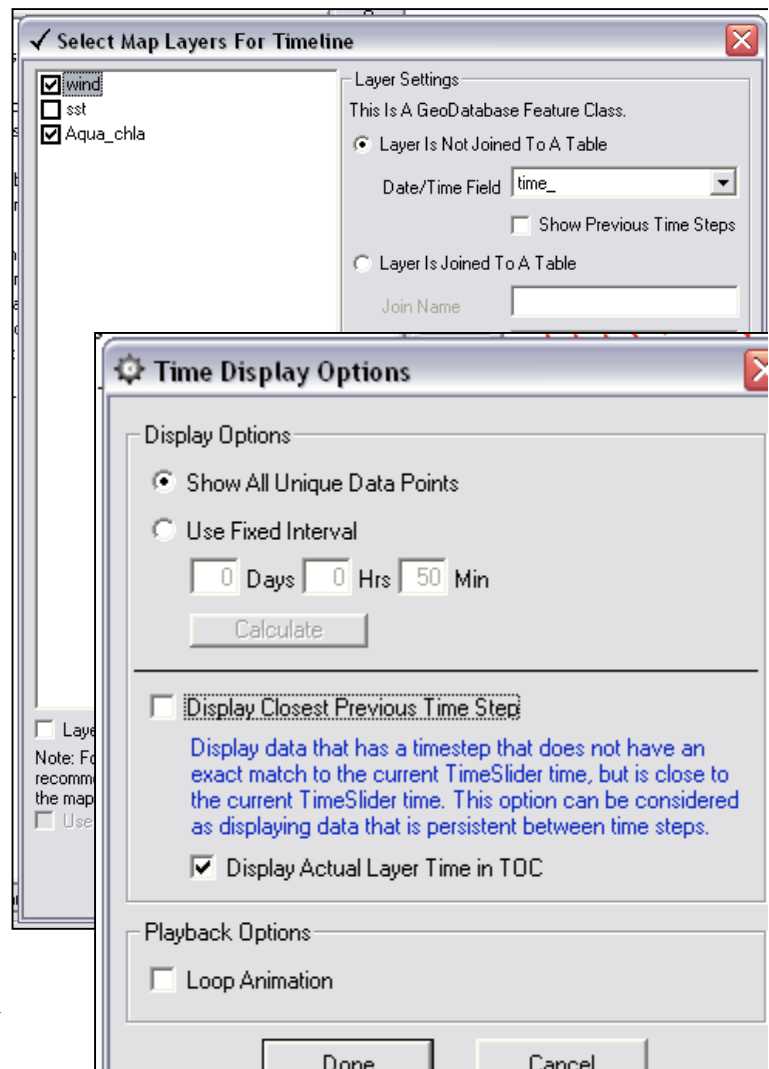 Select Map Layers For Timeline
wind
sst
Aqua_chla
Layer Settings
This Is A GeoDatabase Feature Class.
Layer Is Not Joined To A Table
Date/Time Field time_
Show Previous Time Steps
Layer Is Joined To A Table
Join Name
Note:
the map
Use
Time Display Options
Display Options
Show All Unique Data Points
Use Fixed Interval
0 Days 0 Hrs 50 Min
Calculate
Display Closest Previous Time Step
Display data that has a timestep that does not have an
exact match to the current TimeSlider time, but is close to
the current TimeSlider time. This option can be considered
as displaying data that is persistent between time steps.
Display Actual Layer Time in TOC
Playback Options
Loop Animation
Done Cancel